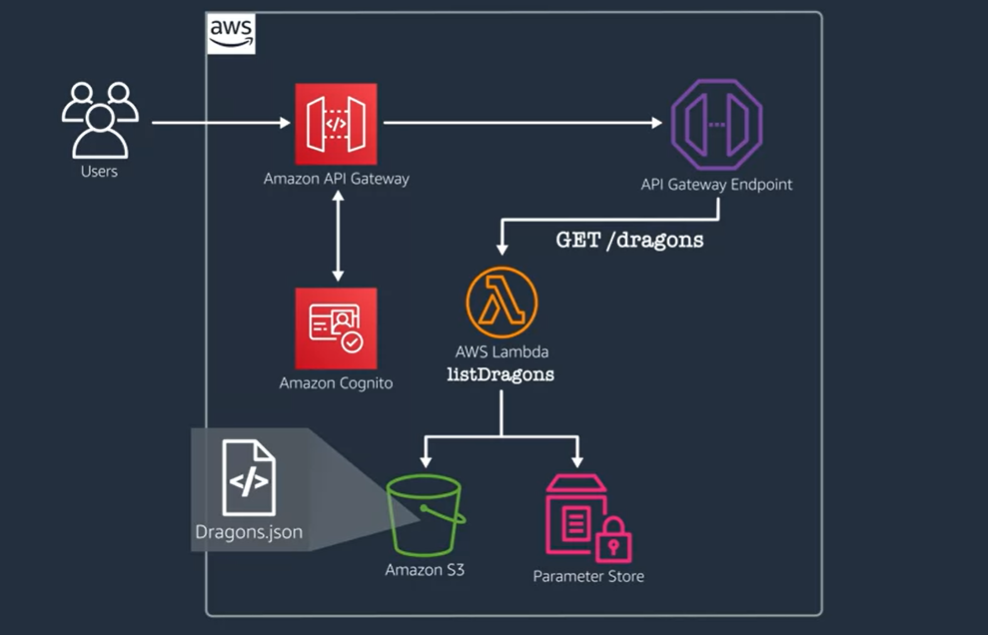 aws
Users
Amazon API Gateway
API Gateway Endpoint
GET /dragons
AWS Lambda
listDragons
Amazon Cognito
</>
Dragons.json
Amazon S3
Parameter Store